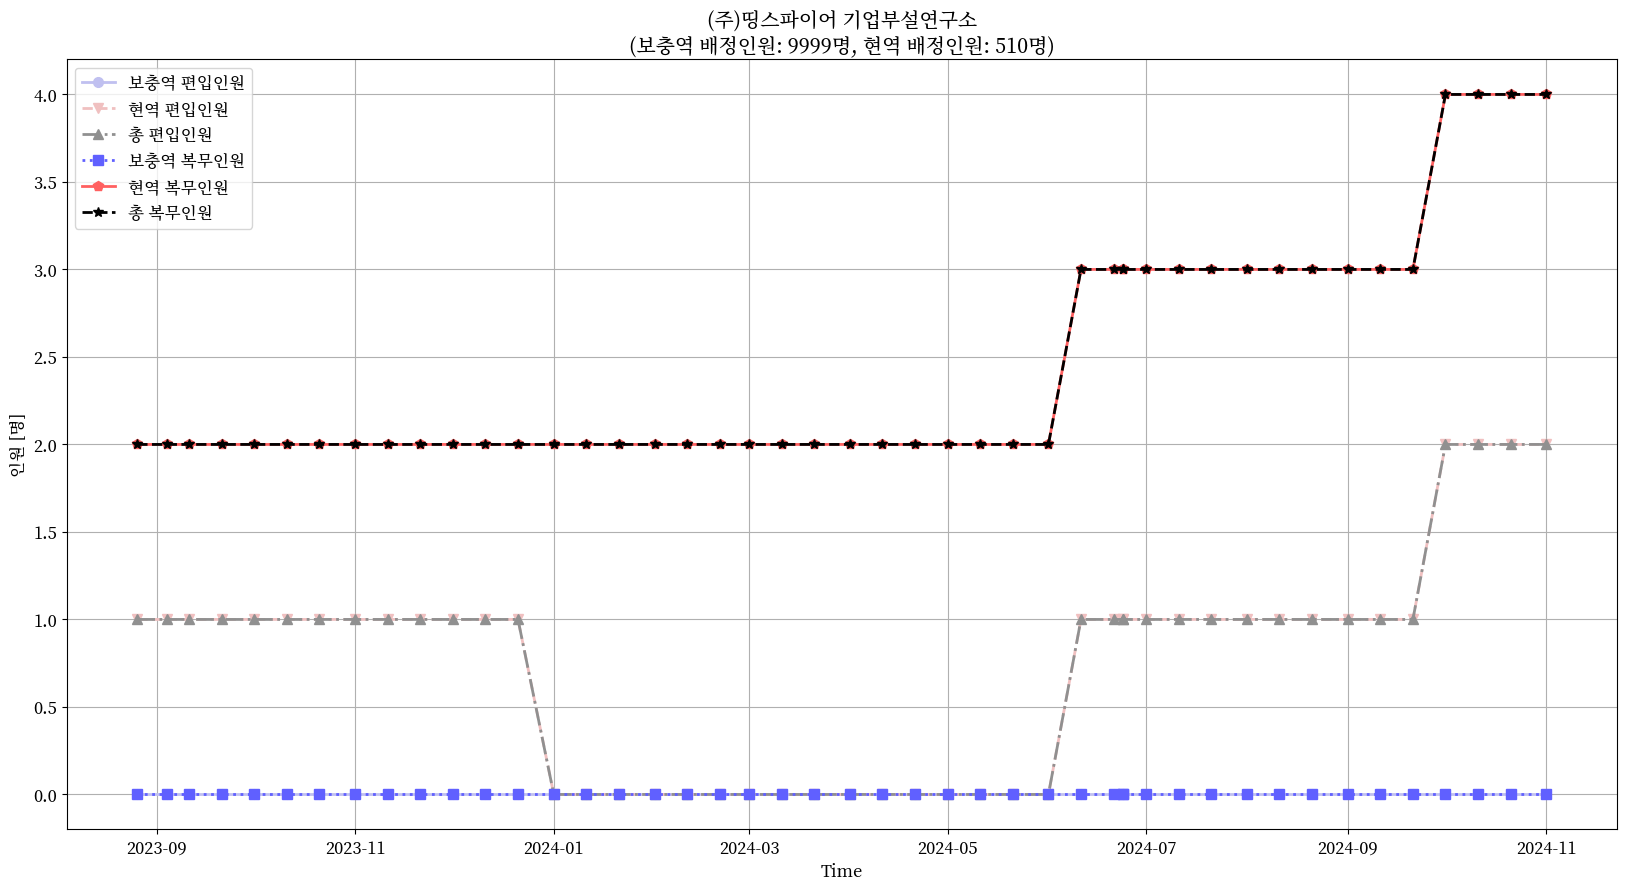 (주)띵스파이어 기업부설연구소
(보충역 배정인원: 9999명, 현역 배정인원: 510명)
보충역 편입인원
현역 편입인원
총 편입인원
보충역 복무인원
현역 복무인원
총 복무인원
인원 [명]
4.0
3.5
3.0
2.5
2.0
1.5
1.0
0.5
0.0
2023-09
2023-11
2024-01
2024-03
2024-05
2024-07
2024-09
2024-11
Time